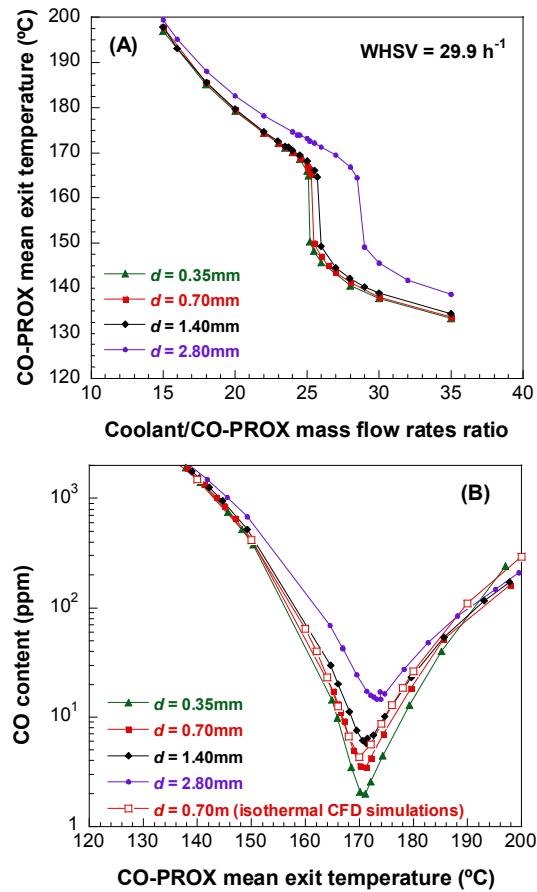 (A)
WHSV = 29.9 h⁻¹
CO-PROX mean exit temperature (ºC)
200
190
180
170
160
150
140
130
120
d = 0.35mm
d = 0.70mm
d = 1.40mm
d = 2.80mm
10 15 20 25 30 35 40
Coolant/CO-PROX mass flow rates ratio
(B)
CO content (ppm)
10³
10²
10¹
1
d = 0.35mm
d = 0.70mm
d = 1.40mm
d = 2.80mm
d = 0.70m (isothermal CFD simulations)
120 130 140 150 160 170 180 190 200
CO-PROX mean exit temperature (ºC)